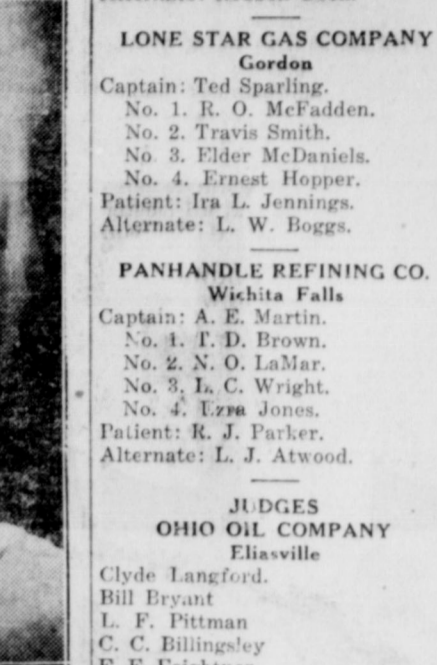 LONE STAR GAS COMPANY
Gordon
Captain: Ted Sparling.
No. 1. R. O. McFadden.
No. 2. Travis Smith.
No 3. Elder McDaniels.
No. 4. Ernest Hopper.
Patient: Ira L. Jennings.
Alternate: L. W. Boggs.
PANHANDLE REFINING CO.
Wichita Falls
Captain: A. E. Martin.
No. 1. T. D. Brown.
No. 2. N. O. LaMar.
No. 3. L. C. Wright.
No. 4. Ezra Jones.
Patient: R. J. Parker.
Alternate: L. J. Atwood.
JUDGES
OHIO OIL COMPANY
Eliasville
Clyde Langford.
Bill Bryant
L. F. Pittman
C. C. Billingsley